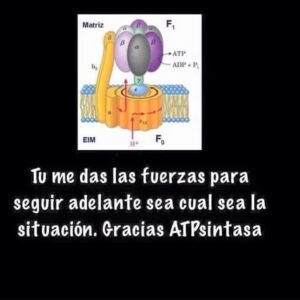 Matriz
F₁
δ
α
β
β
α
ATP
ADP + Pᵢ
b₂
γ
ε
a
EIM
H⁺
F₀
Tu me das las fuerzas para
seguir adelante sea cual sea la
situación. Gracias ATPsintasa